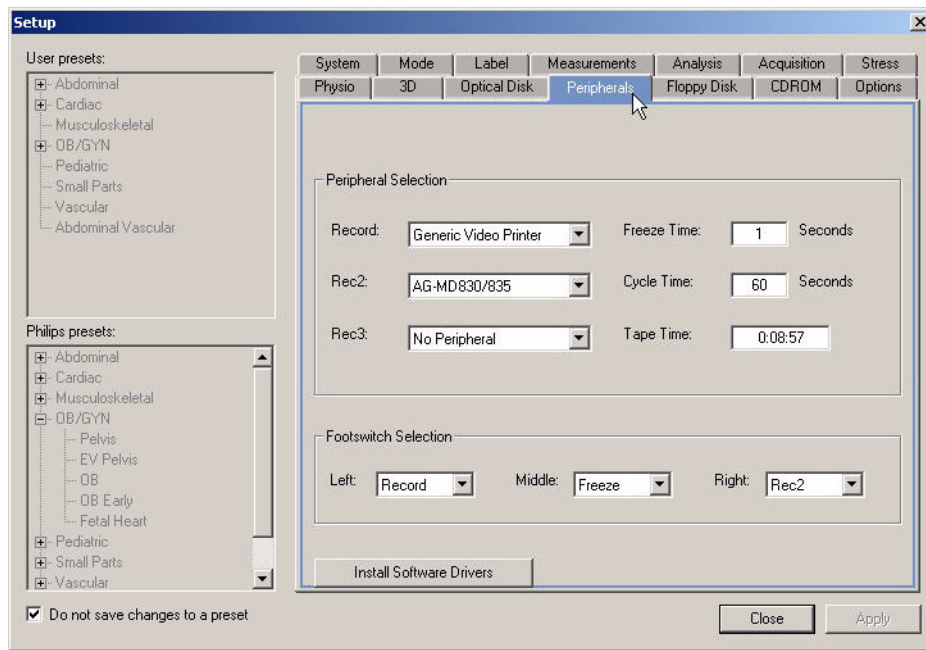 Setup
User presets:
Abdominal
Cardiac
Musculoskeletal
OB/GYN
Pediatric
Small Parts
Vascular
Abdominal Vascular
Philips presets:
Abdominal
Cardiac
Musculoskeletal
OB/GYN
Pelvis
EV Pelvis
OB
OB Early
Fetal Heart
Pediatric
Small Parts
Vascular
Do not save changes to a preset
System Mode Label Measurements Analysis Acquisition Stress
Physio 3D Optical Disk Peripherals Floppy Disk CDROM Options
Peripheral Selection
Record: Generic Video Printer Freeze Time: 1 Seconds
Rec2: AG-MD830/835 Cycle Time: 60 Seconds
Rec3: No Peripheral Tape Time: 0:08:57
Footswitch Selection
Left: Record Middle: Freeze Right: Rec2
Install Software Drivers
Close Apply